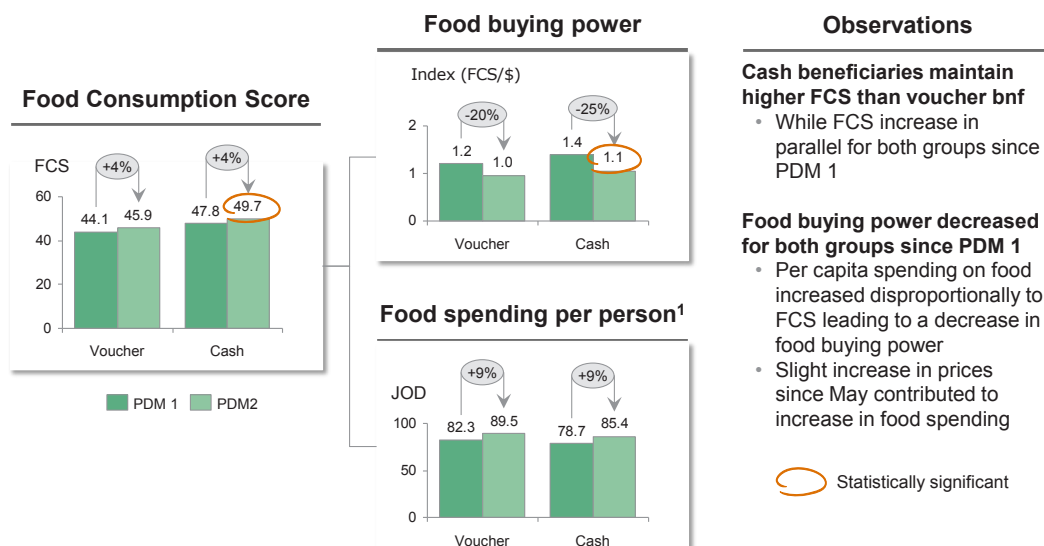 Food Consumption Score
FCS
+4%
+4%
60
40
20
0
44.1
45.9
47.8
49.7
Voucher
Cash
PDM 1
PDM2
Food buying power
Index (FCS/$)
-20%
-25%
2
1
0
1.2
1.0
1.4
1.1
Voucher
Cash
Food spending per person¹
JOD
+9%
+9%
100
50
0
82.3
89.5
78.7
85.4
Voucher
Cash
Observations
Cash beneficiaries maintain
higher FCS than voucher bnf
• While FCS increase in
parallel for both groups since
PDM 1
Food buying power decreased
for both groups since PDM 1
• Per capita spending on food
increased disproportionally to
FCS leading to a decrease in
food buying power
• Slight increase in prices
since May contributed to
increase in food spending
Statistically significant